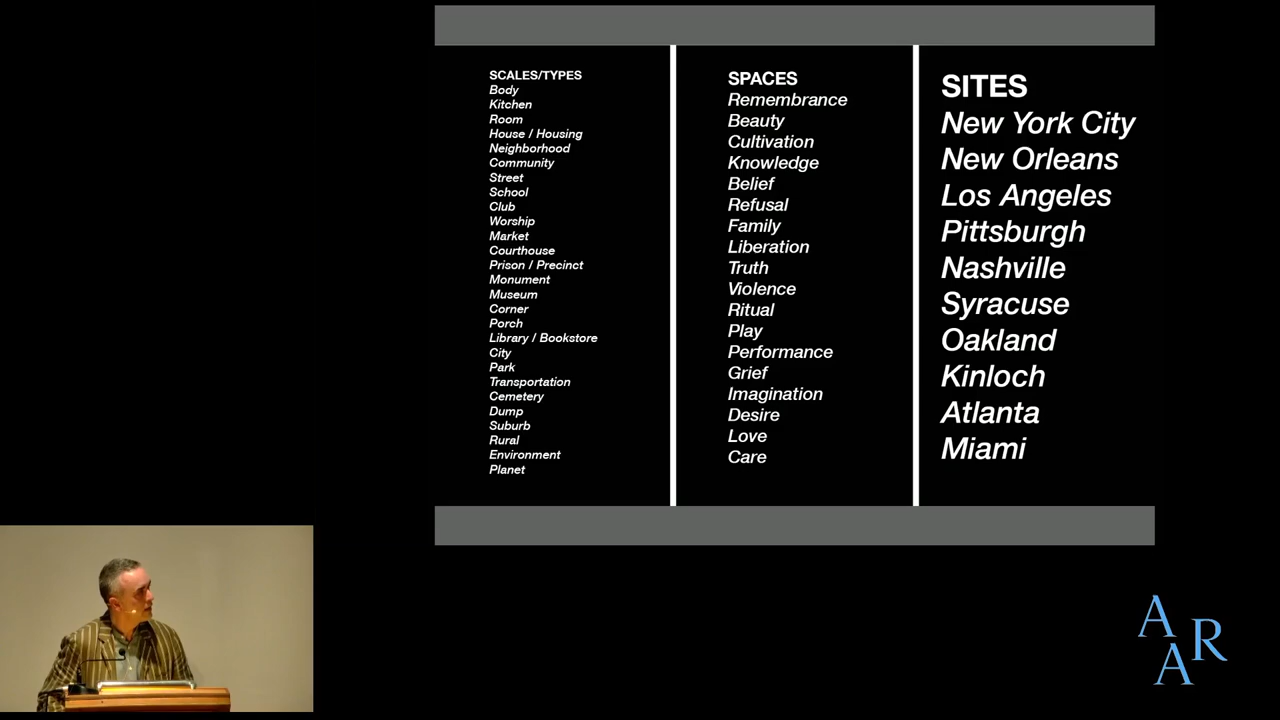 SCALES/TYPES
Body
Kitchen
Room
House / Housing
Neighborhood
Community
Street
School
Club
Worship
Market
Courthouse
Prison / Precinct
Monument
Museum
Corner
Porch
Library / Bookstore
City
Park
Transportation
Cemetery
Dump
Suburb
Rural
Environment
Planet
SPACES
Remembrance
Beauty
Cultivation
Knowledge
Belief
Refusal
Family
Liberation
Truth
Violence
Ritual
Play
Performance
Grief
Imagination
Desire
Love
Care
SITES
New York City
New Orleans
Los Angeles
Pittsburgh
Nashville
Syracuse
Oakland
Kinloch
Atlanta
Miami
A
R
A